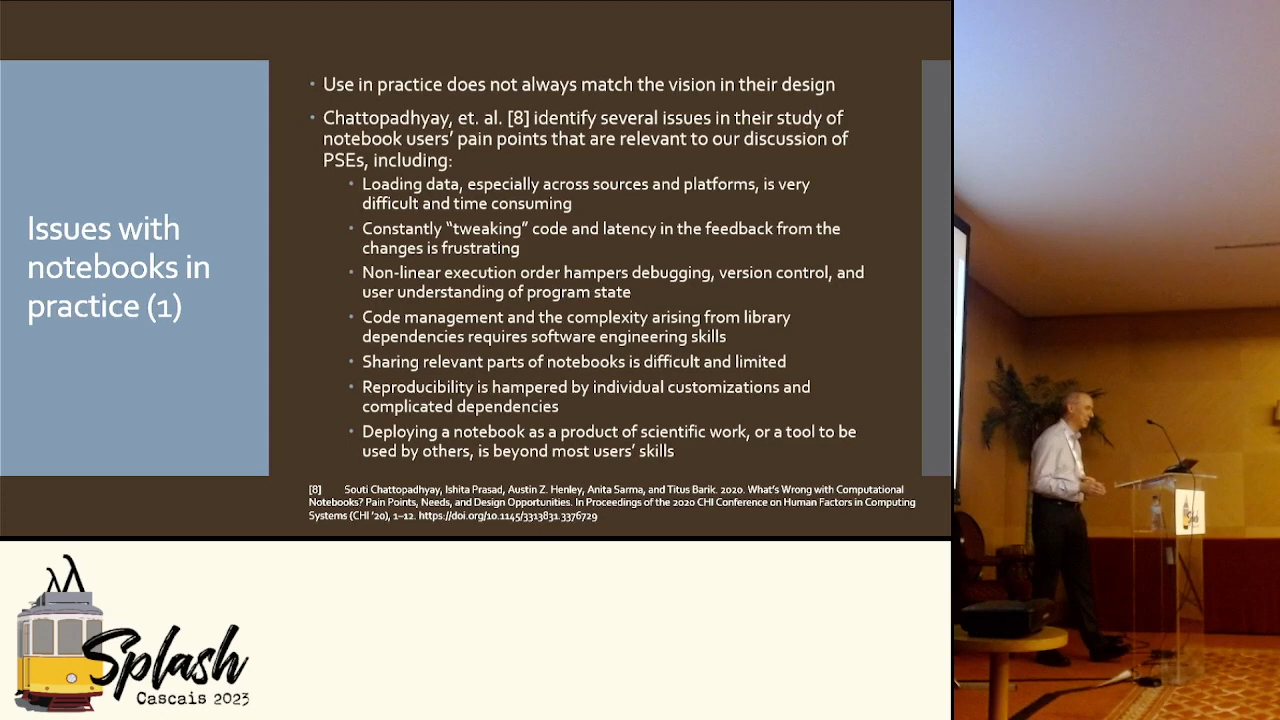 Issues with
notebooks in
practice (1)
• Use in practice does not always match the vision in their design
• Chattopadhyay, et. al. [8] identify several issues in their study of
notebook users' pain points that are relevant to our discussion of
PSEs, including:
• Loading data, especially across sources and platforms, is very
difficult and time consuming
• Constantly “tweaking” code and latency in the feedback from the
changes is frustrating
• Non-linear execution order hampers debugging, version control, and
user understanding of program state
• Code management and the complexity arising from library
dependencies requires software engineering skills
• Sharing relevant parts of notebooks is difficult and limited
• Reproducibility is hampered by individual customizations and
complicated dependencies
• Deploying a notebook as a product of scientific work, or a tool to be
used by others, is beyond most users' skills
[8] Souti Chattopadhyay, Ishita Prasad, Austin Z. Henley, Anita Sarma, and Titus Barik. 2020. What's Wrong with Computational
Notebooks? Pain Points, Needs, and Design Opportunities. In Proceedings of the 2020 CHI Conference on Human Factors in Computing
Systems (CHI '20), 1–12. https://doi.org/10.1145/3313831.3376729
Splash
Cascais 2023
Splash